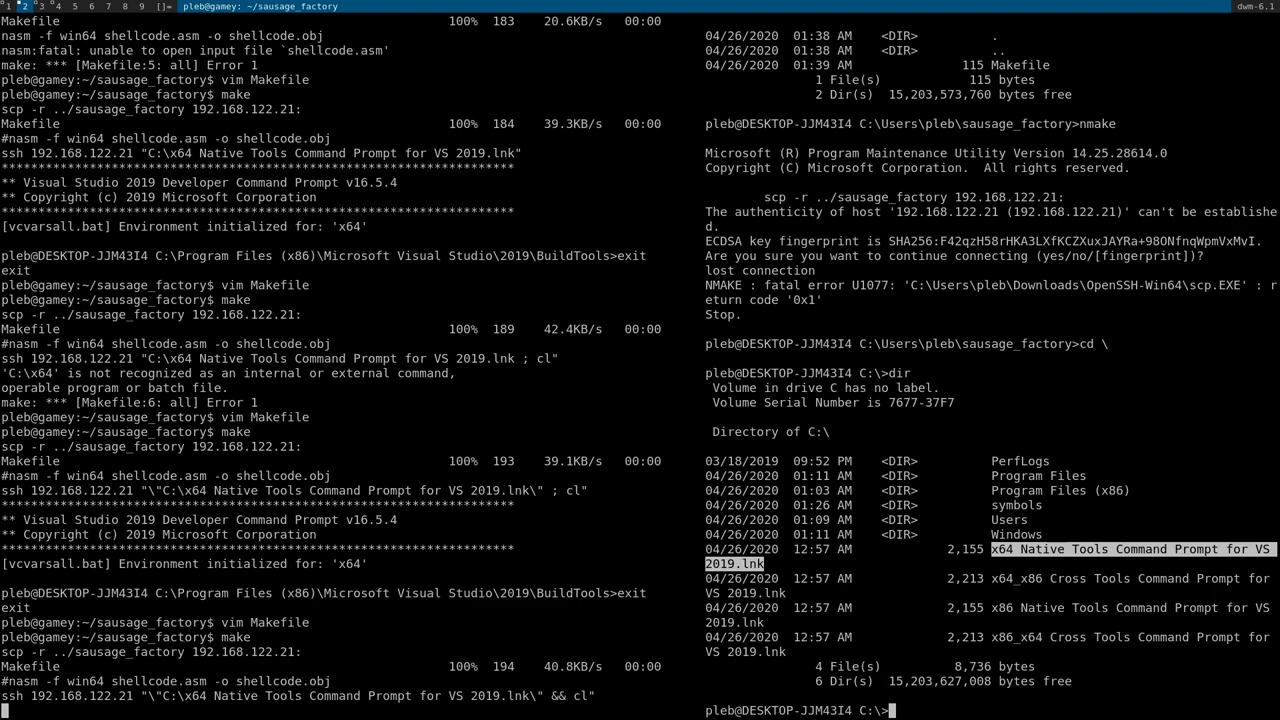 1 2 3 4 5 6 7 8 9 []= pleb@gamey: ~/sausage_factory dwm-6.1
Makefile 100% 183 20.6KB/s 00:00
nasm -f win64 shellcode.asm -o shellcode.obj
nasm:fatal: unable to open input file `shellcode.asm'
make: *** [Makefile:5: all] Error 1
pleb@gamey:~/sausage_factory$ vim Makefile
pleb@gamey:~/sausage_factory$ make
scp -r ../sausage_factory 192.168.122.21:
Makefile 100% 184 39.3KB/s 00:00
#nasm -f win64 shellcode.asm -o shellcode.obj
ssh 192.168.122.21 "C:\x64 Native Tools Command Prompt for VS 2019.lnk"
**********************************************************************
** Visual Studio 2019 Developer Command Prompt v16.5.4
** Copyright (c) 2019 Microsoft Corporation
**********************************************************************
[vcvarsall.bat] Environment initialized for: 'x64'
pleb@DESKTOP-JJM43I4 C:\Program Files (x86)\Microsoft Visual Studio\2019\BuildTools>exit
exit
pleb@gamey:~/sausage_factory$ vim Makefile
pleb@gamey:~/sausage_factory$ make
scp -r ../sausage_factory 192.168.122.21:
Makefile 100% 189 42.4KB/s 00:00
#nasm -f win64 shellcode.asm -o shellcode.obj
ssh 192.168.122.21 "C:\x64 Native Tools Command Prompt for VS 2019.lnk ; cl"
'C:\x64' is not recognized as an internal or external command,
operable program or batch file.
make: *** [Makefile:6: all] Error 1
pleb@gamey:~/sausage_factory$ vim Makefile
pleb@gamey:~/sausage_factory$ make
scp -r ../sausage_factory 192.168.122.21:
Makefile 100% 193 39.1KB/s 00:00
#nasm -f win64 shellcode.asm -o shellcode.obj
ssh 192.168.122.21 "\"C:\x64 Native Tools Command Prompt for VS 2019.lnk\" ; cl"
**********************************************************************
** Visual Studio 2019 Developer Command Prompt v16.5.4
** Copyright (c) 2019 Microsoft Corporation
**********************************************************************
[vcvarsall.bat] Environment initialized for: 'x64'
pleb@DESKTOP-JJM43I4 C:\Program Files (x86)\Microsoft Visual Studio\2019\BuildTools>exit
exit
pleb@gamey:~/sausage_factory$ vim Makefile
pleb@gamey:~/sausage_factory$ make
scp -r ../sausage_factory 192.168.122.21:
Makefile 100% 194 40.8KB/s 00:00
#nasm -f win64 shellcode.asm -o shellcode.obj
ssh 192.168.122.21 "\"C:\x64 Native Tools Command Prompt for VS 2019.lnk\" && cl"
04/26/2020 01:38 AM <DIR> .
04/26/2020 01:38 AM <DIR> ..
04/26/2020 01:39 AM 115 Makefile
1 File(s) 115 bytes
2 Dir(s) 15,203,573,760 bytes free
pleb@DESKTOP-JJM43I4 C:\Users\pleb\sausage_factory>nmake
Microsoft (R) Program Maintenance Utility Version 14.25.28614.0
Copyright (C) Microsoft Corporation. All rights reserved.
scp -r ../sausage_factory 192.168.122.21:
The authenticity of host '192.168.122.21 (192.168.122.21)' can't be establishe
d.
ECDSA key fingerprint is SHA256:F42qzH58rHKA3LXfKCZXuxJAYRa+98ONfnqWpmVxMvI.
Are you sure you want to continue connecting (yes/no/[fingerprint])?
lost connection
NMAKE : fatal error U1077: 'C:\Users\pleb\Downloads\OpenSSH-Win64\scp.EXE' : r
eturn code '0x1'
Stop.
pleb@DESKTOP-JJM43I4 C:\Users\pleb\sausage_factory>cd \
pleb@DESKTOP-JJM43I4 C:\>dir
Volume in drive C has no label.
Volume Serial Number is 7677-37F7
Directory of C:\
03/18/2019 09:52 PM <DIR> PerfLogs
04/26/2020 01:11 AM <DIR> Program Files
04/26/2020 01:03 AM <DIR> Program Files (x86)
04/26/2020 01:26 AM <DIR> symbols
04/26/2020 01:09 AM <DIR> Users
04/26/2020 01:11 AM <DIR> Windows
04/26/2020 12:57 AM 2,155 x64 Native Tools Command Prompt for VS
2019.lnk
04/26/2020 12:57 AM 2,213 x64_x86 Cross Tools Command Prompt for
VS 2019.lnk
04/26/2020 12:57 AM 2,155 x86 Native Tools Command Prompt for VS
2019.lnk
04/26/2020 12:57 AM 2,213 x86_x64 Cross Tools Command Prompt for
VS 2019.lnk
4 File(s) 8,736 bytes
6 Dir(s) 15,203,627,008 bytes free
pleb@DESKTOP-JJM43I4 C:\>